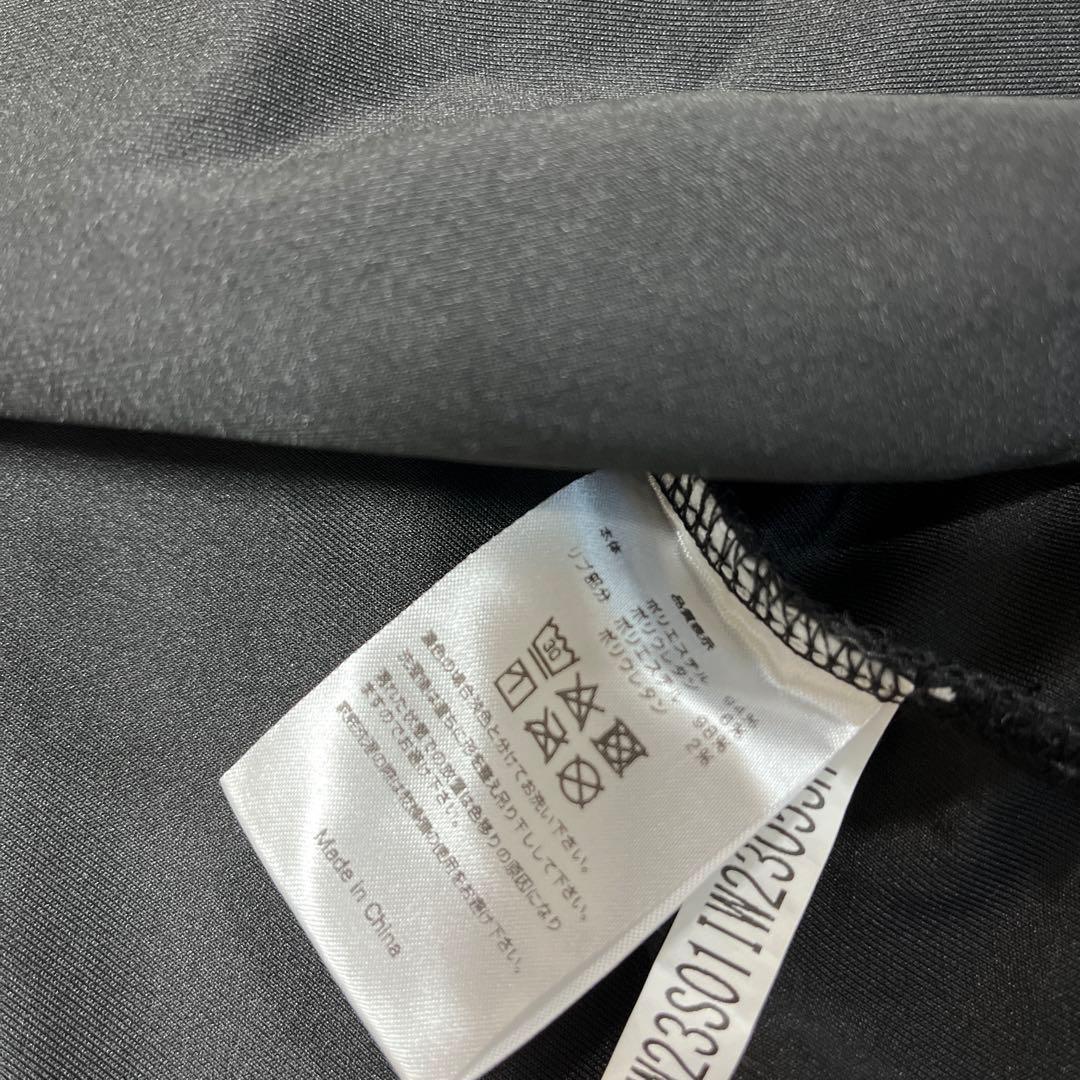 品質表示
本体 ポリエステル 94%
ポリウレタン 6%
リブ部分 ポリエステル 98%
ポリウレタン 2%
30
濃色の場合は淡色と分けてお洗い下さい。
洗濯後は直ちに形を整え吊り干しして下さい。
濡れたままでの放置は色移りの原因になり
ますのでお避け下さい。
Made in China